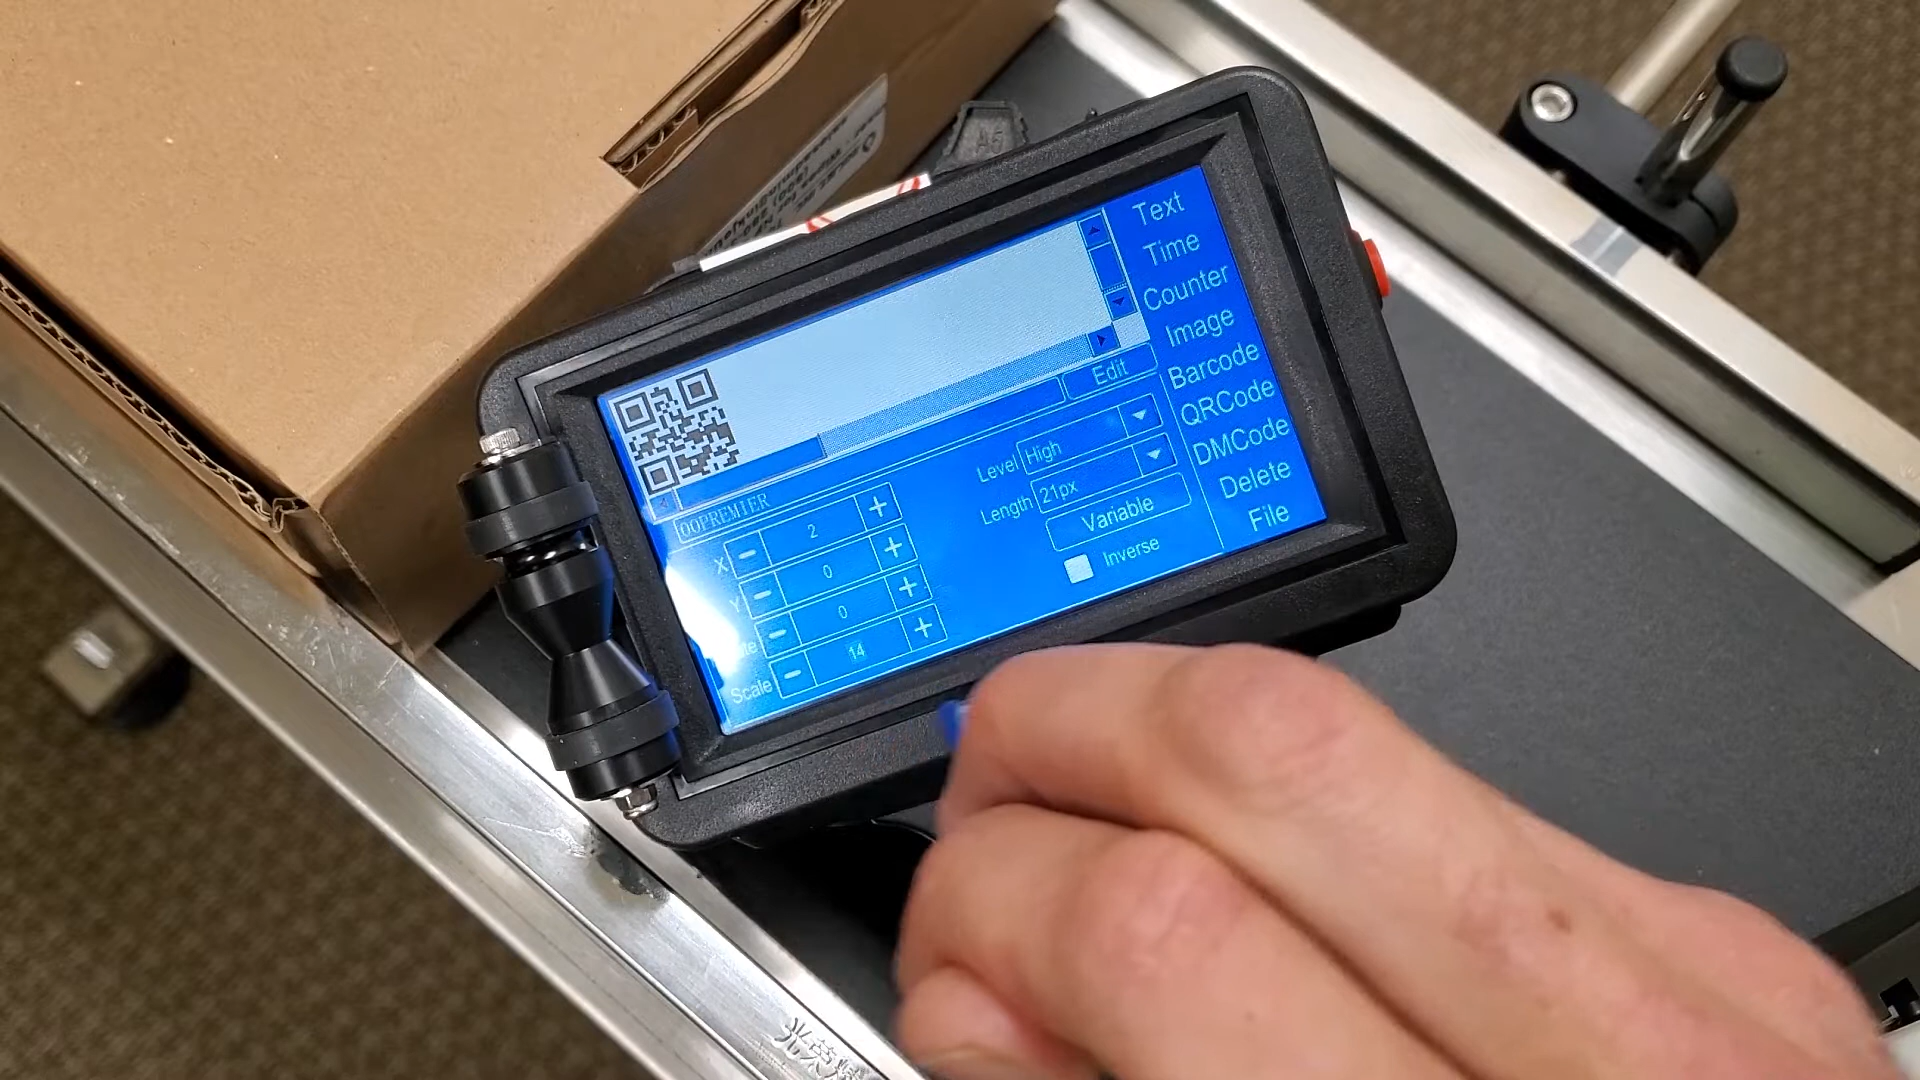 A5
Text
Time
Counter
Image
Barcode
QRCode
DMCode
Delete
File
Edit
00PREMIER
Level High
Length 21px
Variable
Inverse
X - 2 +
Y - 0 +
- 0 +
Scale - 14 +